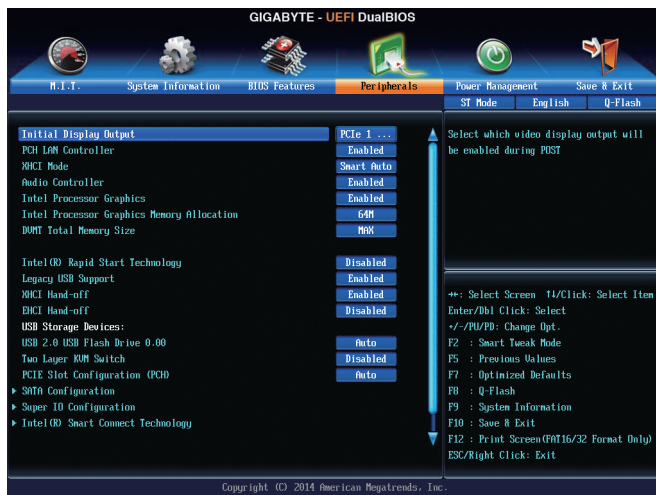 GIGABYTE - UEFI DualBIOS
M.I.T. System Information BIOS Features Peripherals Power Management Save & Exit
ST Mode English Q-Flash
Initial Display Output PCIe 1 ...
PCH LAN Controller Enabled
XHCI Mode Smart Auto
Audio Controller Enabled
Intel Processor Graphics Enabled
Intel Processor Graphics Memory Allocation 64M
DVMT Total Memory Size MAX
Intel(R) Rapid Start Technology Disabled
Legacy USB Support Enabled
XHCI Hand-off Enabled
EHCI Hand-off Disabled
USB Storage Devices:
USB 2.0 USB Flash Drive 0.00 Auto
Two Layer KVM Switch Disabled
PCIE Slot Configuration (PCH) Auto
SATA Configuration
Super IO Configuration
Intel(R) Smart Connect Technology
Select which video display output will
be enabled during POST
→←: Select Screen ↑↓/Click: Select Item
Enter/Dbl Click: Select
+/-/PU/PD: Change Opt.
F2 : Smart Tweak Mode
F5 : Previous Values
F7 : Optimized Defaults
F8 : Q-Flash
F9 : System Information
F10 : Save & Exit
F12 : Print Screen(FAT16/32 Format Only)
ESC/Right Click: Exit
Copyright (C) 2014 American Megatrends, Inc.